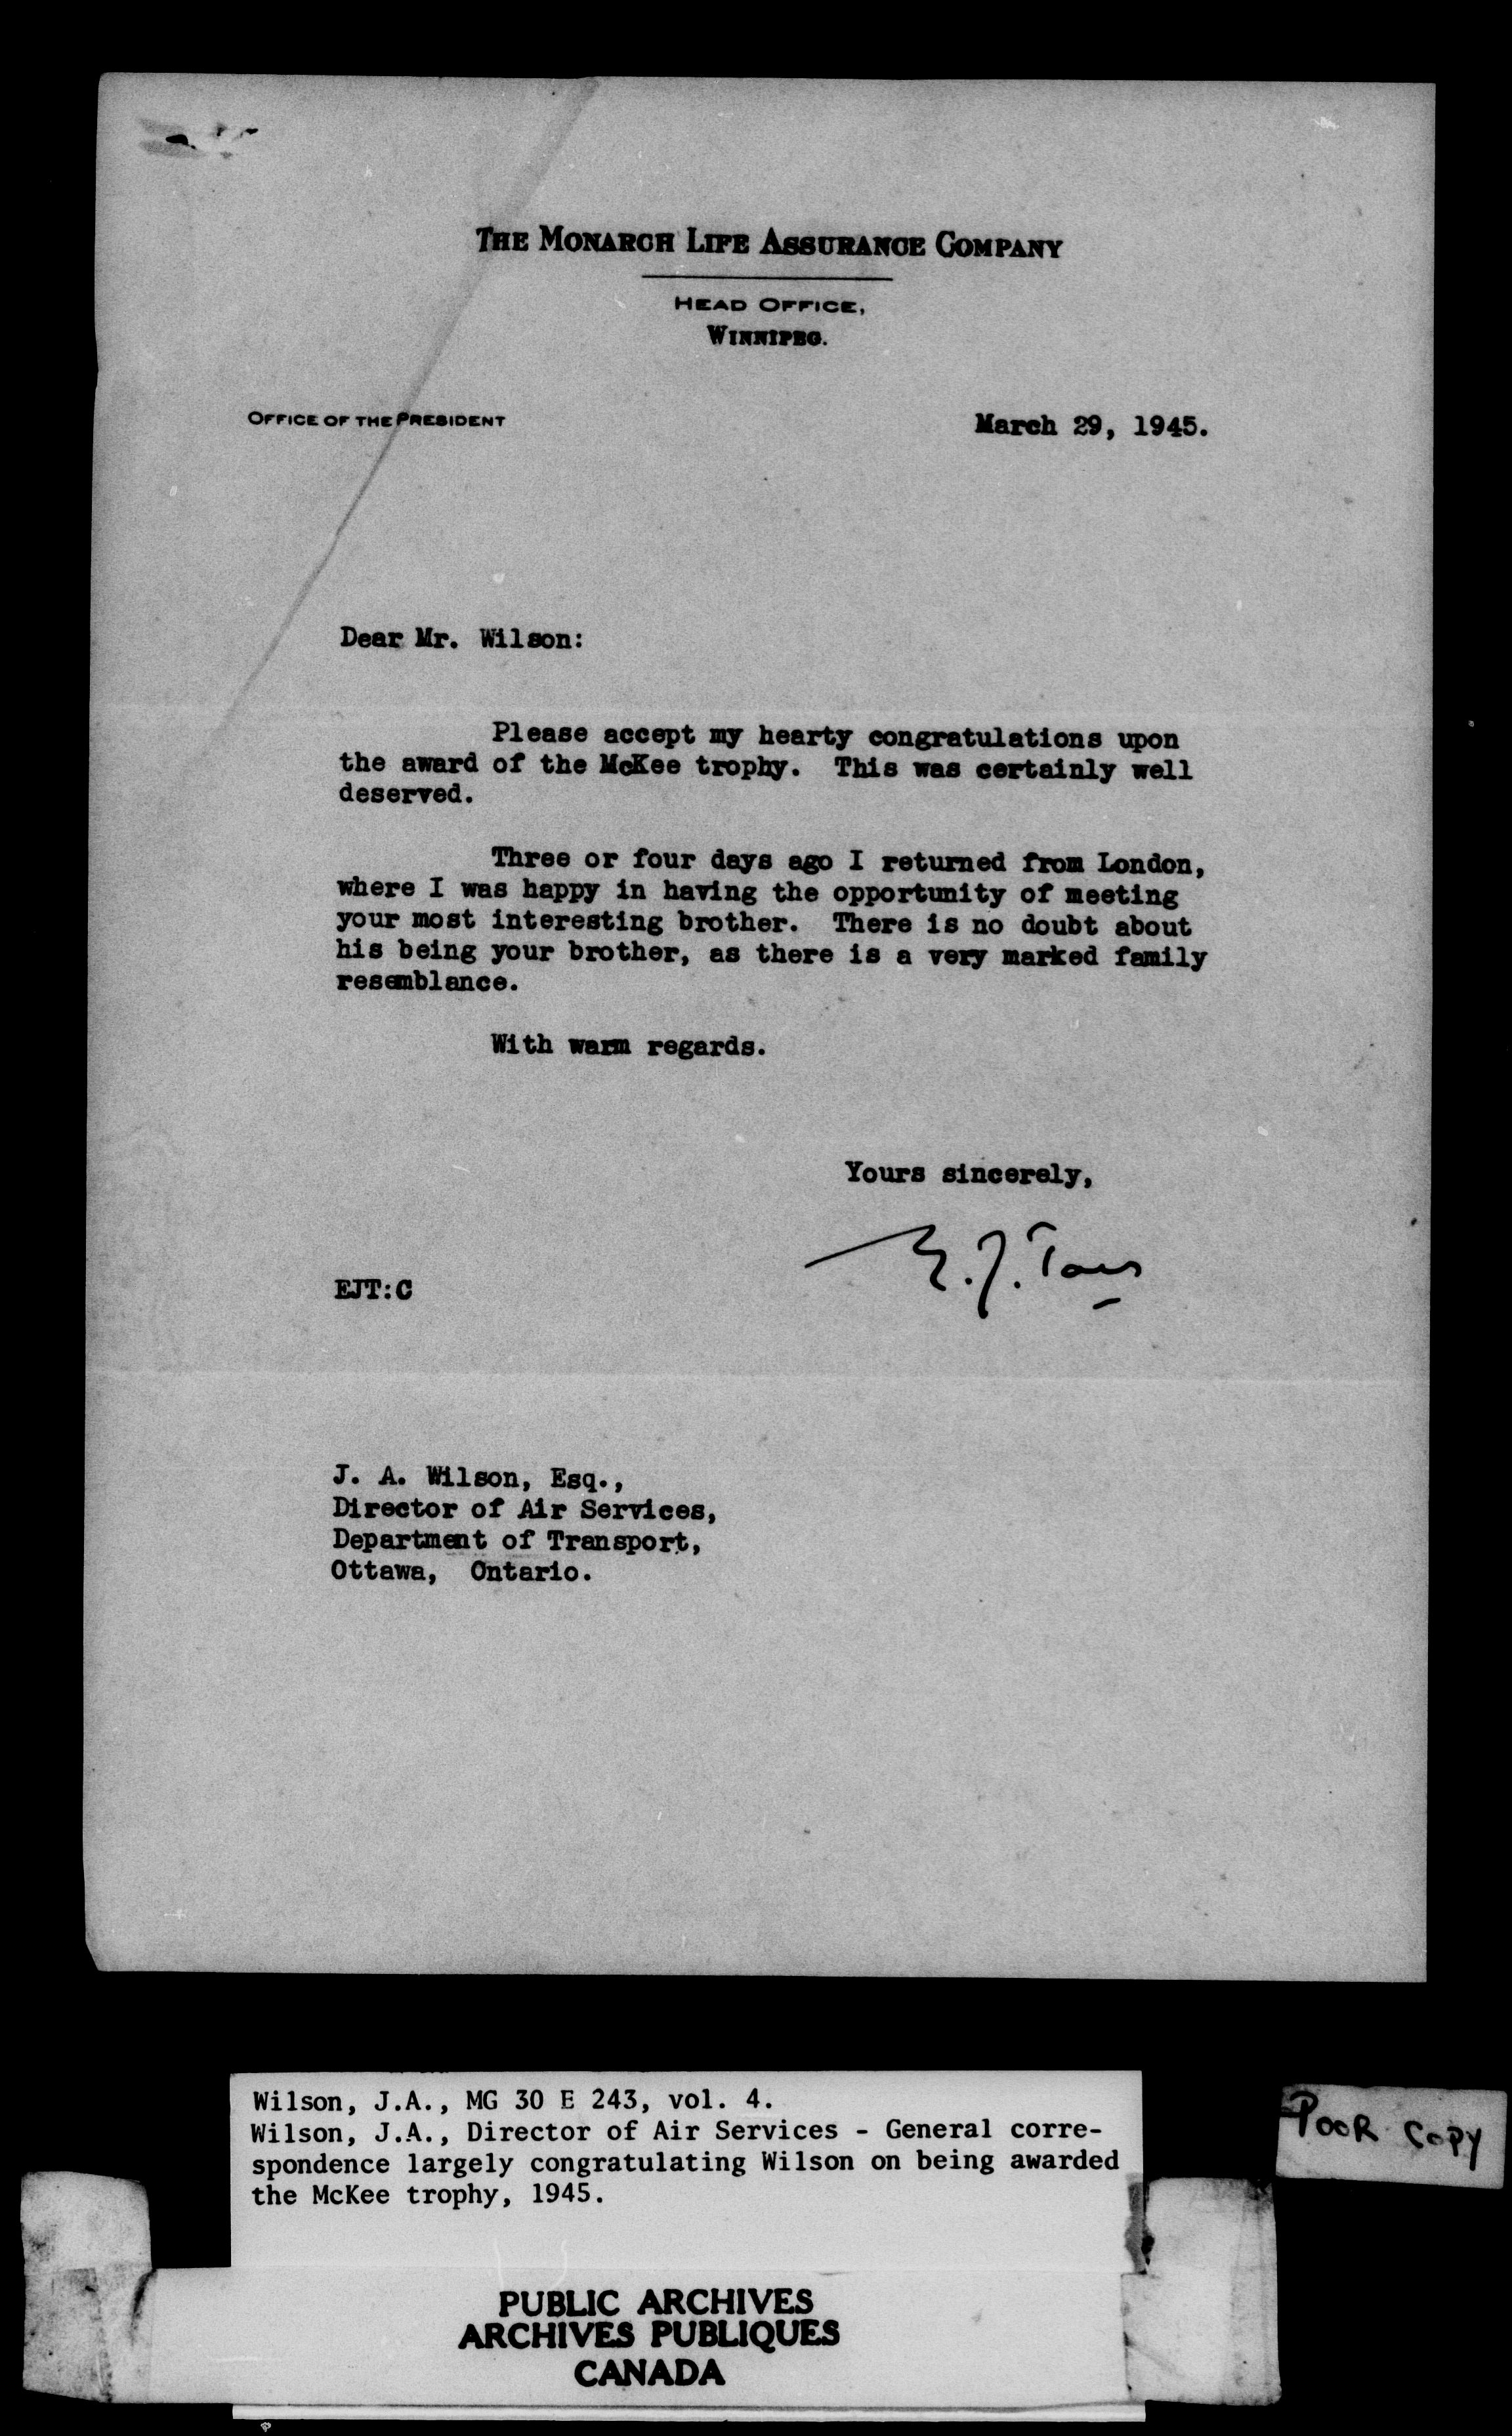 THE MONARCH LIFE ASSURANCE COMPANY
HEAD OFFICE,
WINNIPEG.
OFFICE OF THE PRESIDENT
March 29, 1945.
Dear Mr. Wilson:
Please accept my hearty congratulations upon
the award of the McKee trophy. This was certainly well
deserved.
Three or four days ago I returned from London,
where I was happy in having the opportunity of meeting
your most interesting brother. There is no doubt about
his being your brother, as there is a very marked family
resemblance.
With warm regards.
Yours sincerely,
E. J. Tarr
EJT:C
J. A. Wilson, Esq.,
Director of Air Services,
Department of Transport,
Ottawa, Ontario.
Wilson, J.A., MG 30 E 243, vol. 4.
Wilson, J.A., Director of Air Services - General corre-
spondence largely congratulating Wilson on being awarded
the McKee trophy, 1945.
POOR COPY
PUBLIC ARCHIVES
ARCHIVES PUBLIQUES
CANADA